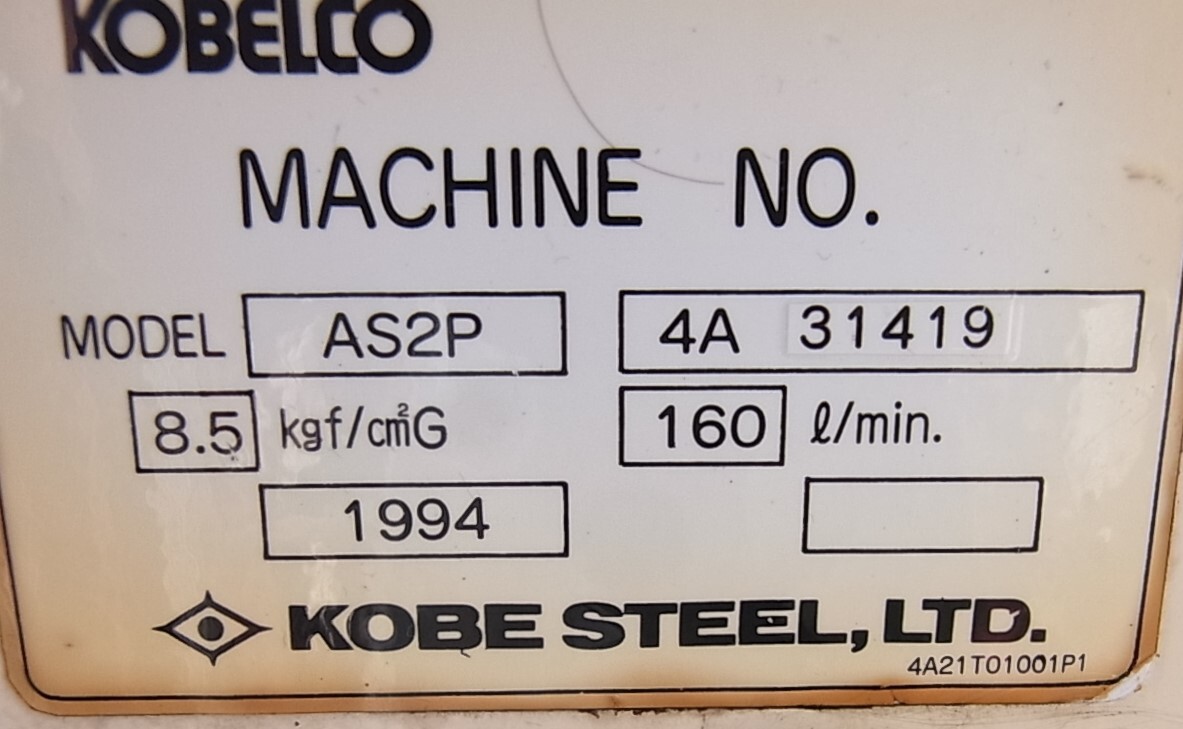 KOBELCO
MACHINE NO.
MODEL AS2P 4A 31419
8.5 kgf/cm²G 160 ℓ/min.
1994
KOBE STEEL, LTD.
4A21T01001P1